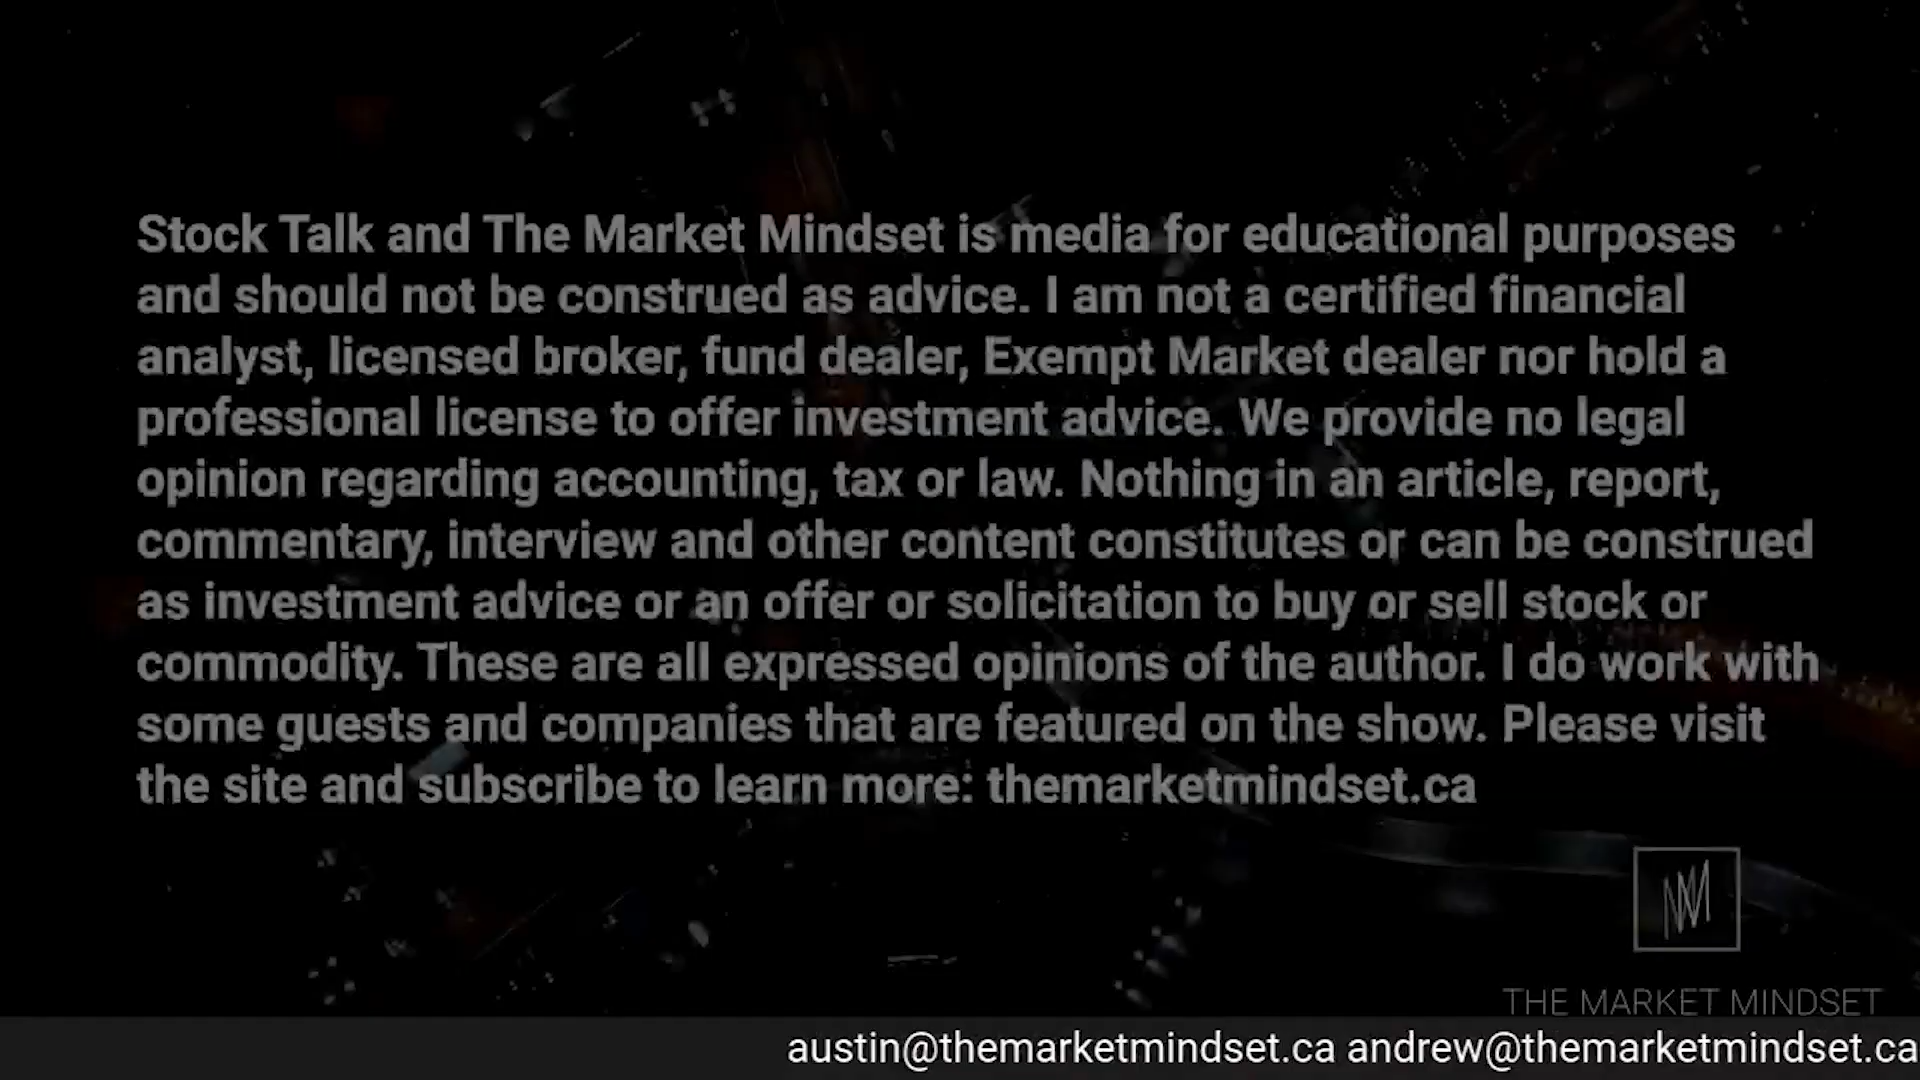 Stock Talk and The Market Mindset is media for educational purposes
and should not be construed as advice. I am not a certified financial
analyst, licensed broker, fund dealer, Exempt Market dealer nor hold a
professional license to offer investment advice. We provide no legal
opinion regarding accounting, tax or law. Nothing in an article, report,
commentary, interview and other content constitutes or can be construed
as investment advice or an offer or solicitation to buy or sell stock or
commodity. These are all expressed opinions of the author. I do work with
some guests and companies that are featured on the show. Please visit
the site and subscribe to learn more: themarketmindset.ca
THE MARKET MINDSET
austin@themarketmindset.ca andrew@themarketmindset.ca